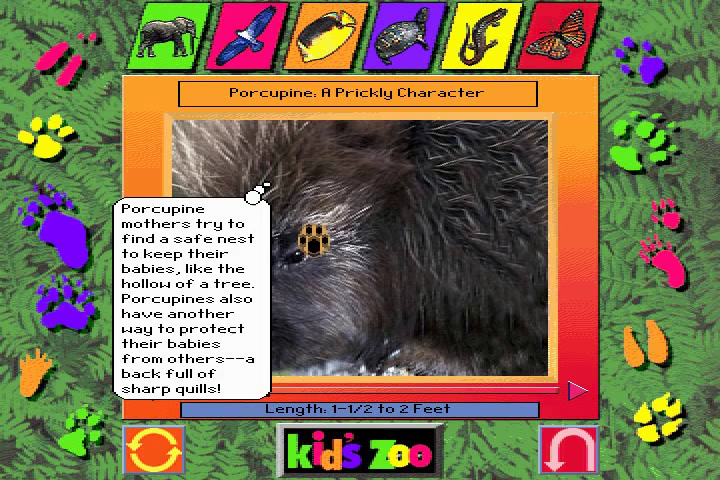 Porcupine: A Prickly Character
Porcupine
mothers try to
find a safe nest
to keep their
babies, like the
hollow of a tree.
Porcupines also
have another
way to protect
their babies
from others--a
back full of
sharp quills!
Length: 1-1/2 to 2 Feet
kid's Zoo